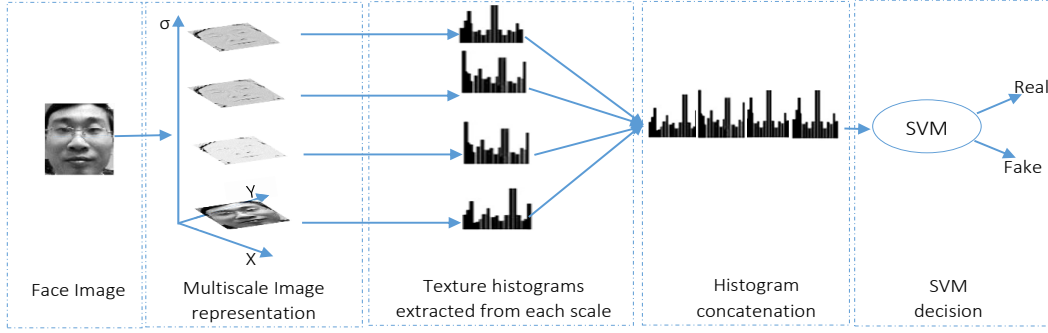 σ
Y
X
SVM
Real
Fake
Face Image
Multiscale Image
representation
Texture histograms
extracted from each scale
Histogram
concatenation
SVM
decision